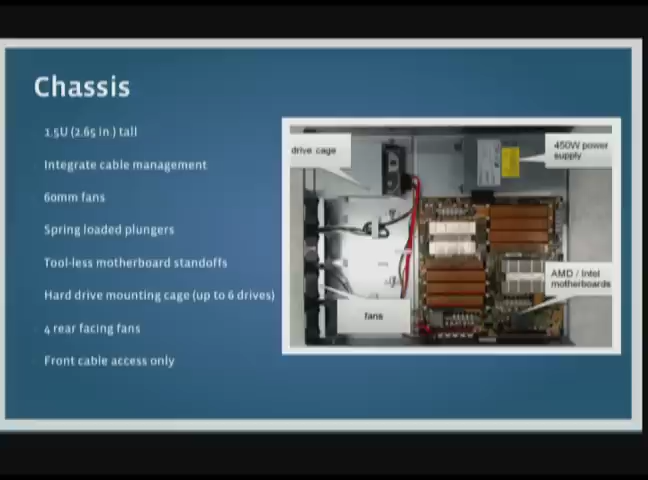 Chassis
1.5U (2.65 in.) tall
Integrate cable management
60mm fans
Spring loaded plungers
Tool-less motherboard standoffs
Hard drive mounting cage (up to 6 drives)
4 rear facing fans
Front cable access only
drive cage
450W power
supply
AMD / Intel
motherboards
fans